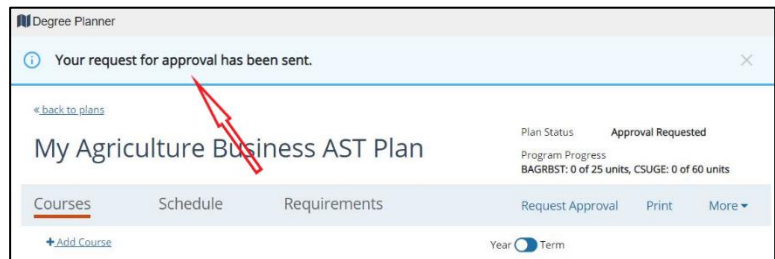 Degree Planner
Your request for approval has been sent.
« back to plans
My Agriculture Business AST Plan
Plan Status Approval Requested
Program Progress
BAGRBST: 0 of 25 units, CSUGE: 0 of 60 units
Courses Schedule Requirements Request Approval Print More
+ Add Course Year Term